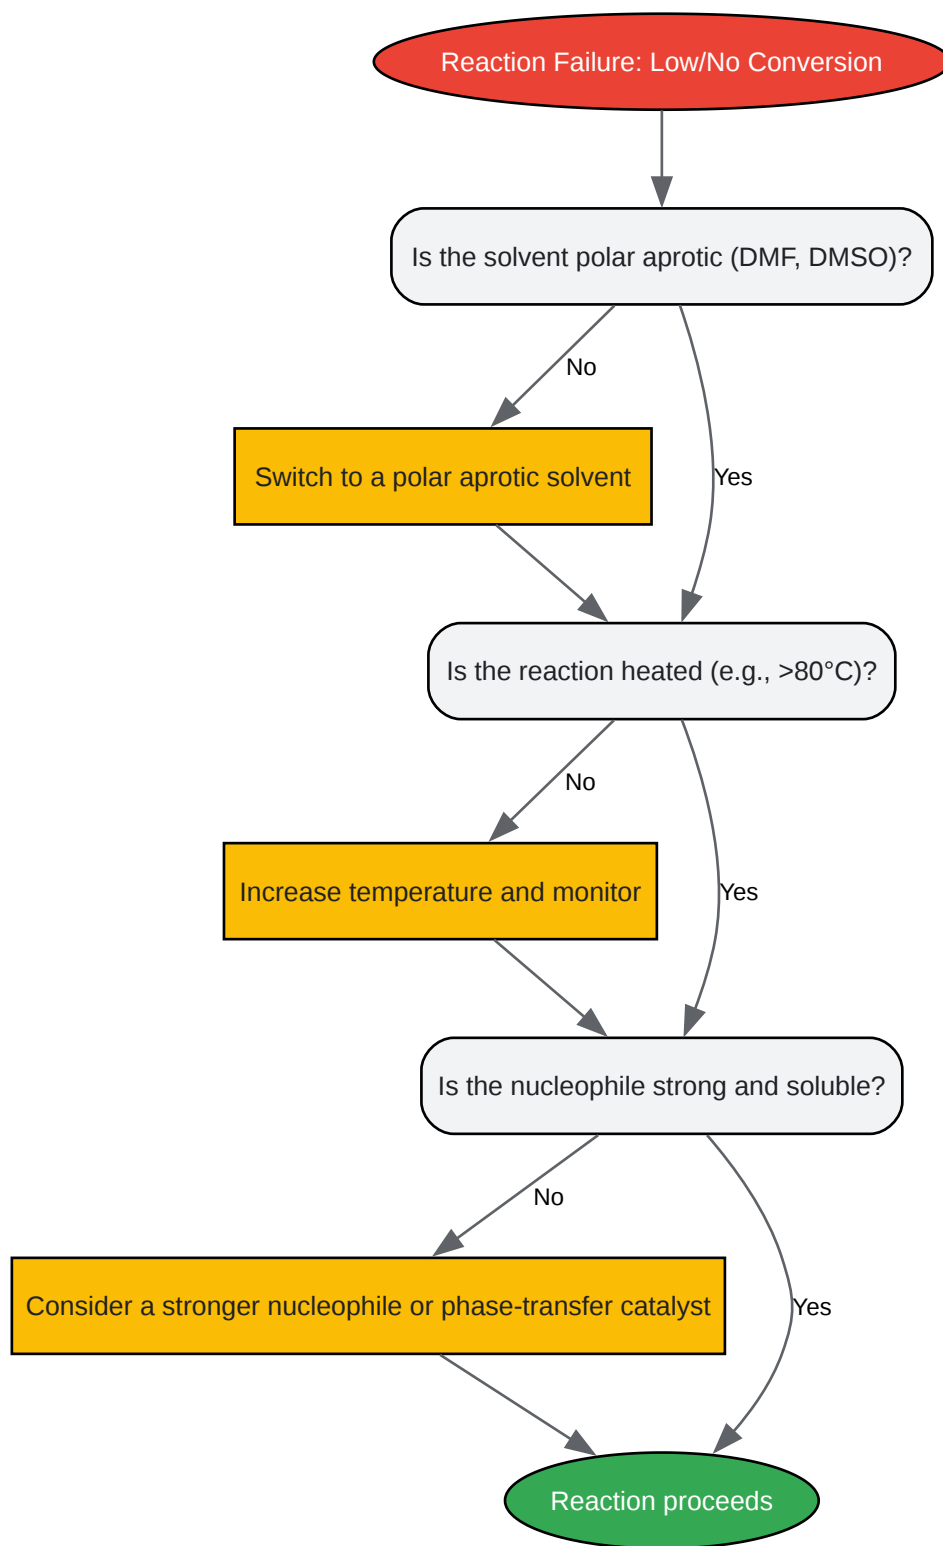 Reaction Failure: Low/No Conversion
Is the solvent polar aprotic (DMF, DMSO)?
No
Switch to a polar aprotic solvent
Yes
Is the reaction heated (e.g., >80°C)?
No
Increase temperature and monitor
Yes
Is the nucleophile strong and soluble?
No
Consider a stronger nucleophile or phase-transfer catalyst
Yes
Reaction proceeds